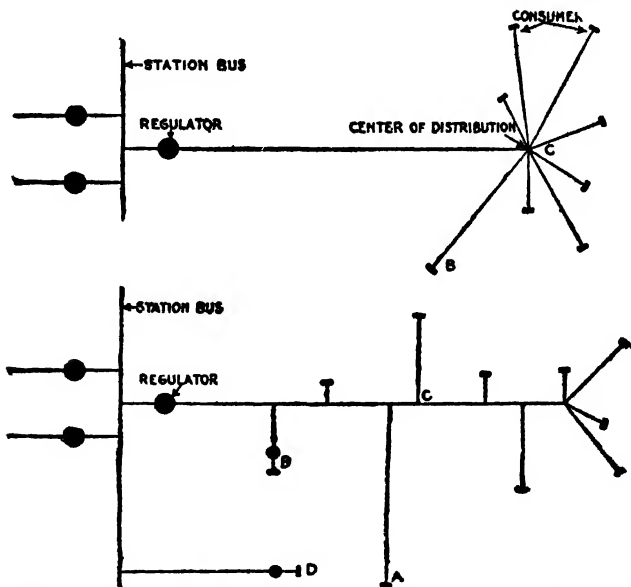 CONSUMER
STATION BUS
REGULATOR
CENTER OF DISTRIBUTION
C
B
STATION BUS
REGULATOR
C
B
D
A